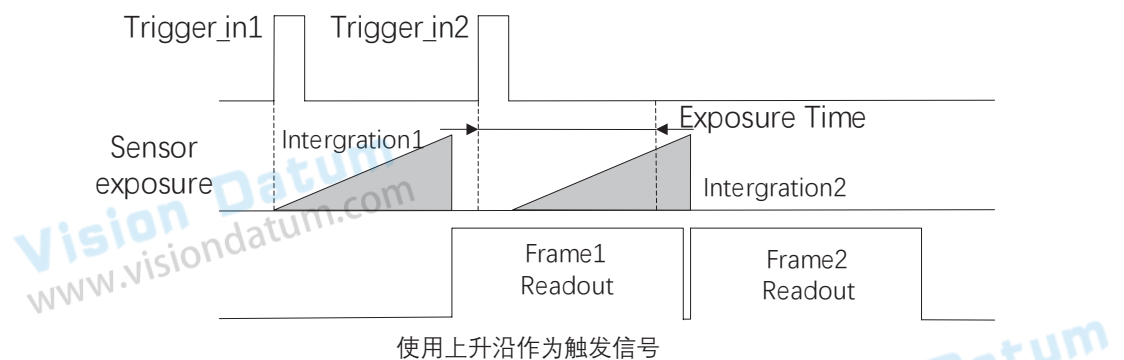 Trigger_in1 Trigger_in2
Exposure Time
Sensor
exposure
Intergration1
Intergration2
Vision Datum
www.visiondatum.com
Frame1
Readout
Frame2
Readout
使用上升沿作为触发信号